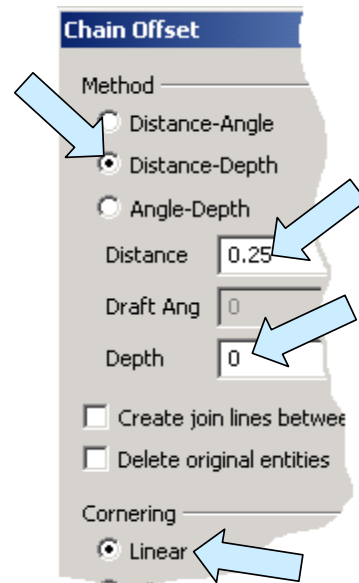 Chain Offset
Method
Distance-Angle
Distance-Depth
Angle-Depth
Distance 0.25
Draft Ang 0
Depth 0
Create join lines
Delete original entities
Cornering
Linear